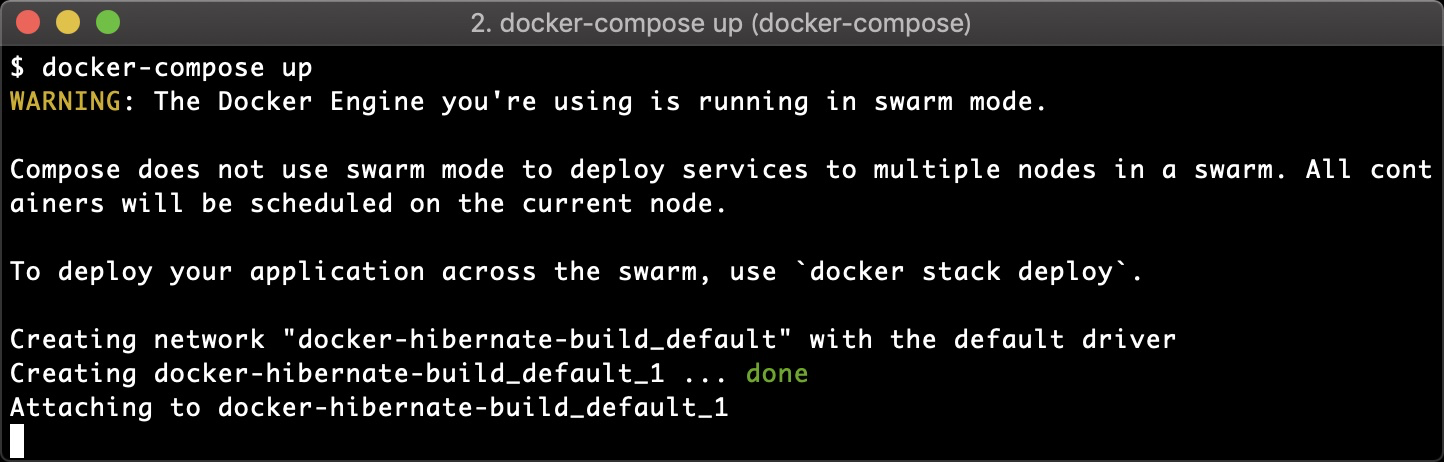 2. docker-compose up (docker-compose)
$ docker-compose up
WARNING: The Docker Engine you're using is running in swarm mode.
Compose does not use swarm mode to deploy services to multiple nodes in a swarm. All cont
ainers will be scheduled on the current node.
To deploy your application across the swarm, use `docker stack deploy`.
Creating network "docker-hibernate-build_default" with the default driver
Creating docker-hibernate-build_default_1 ... done
Attaching to docker-hibernate-build_default_1